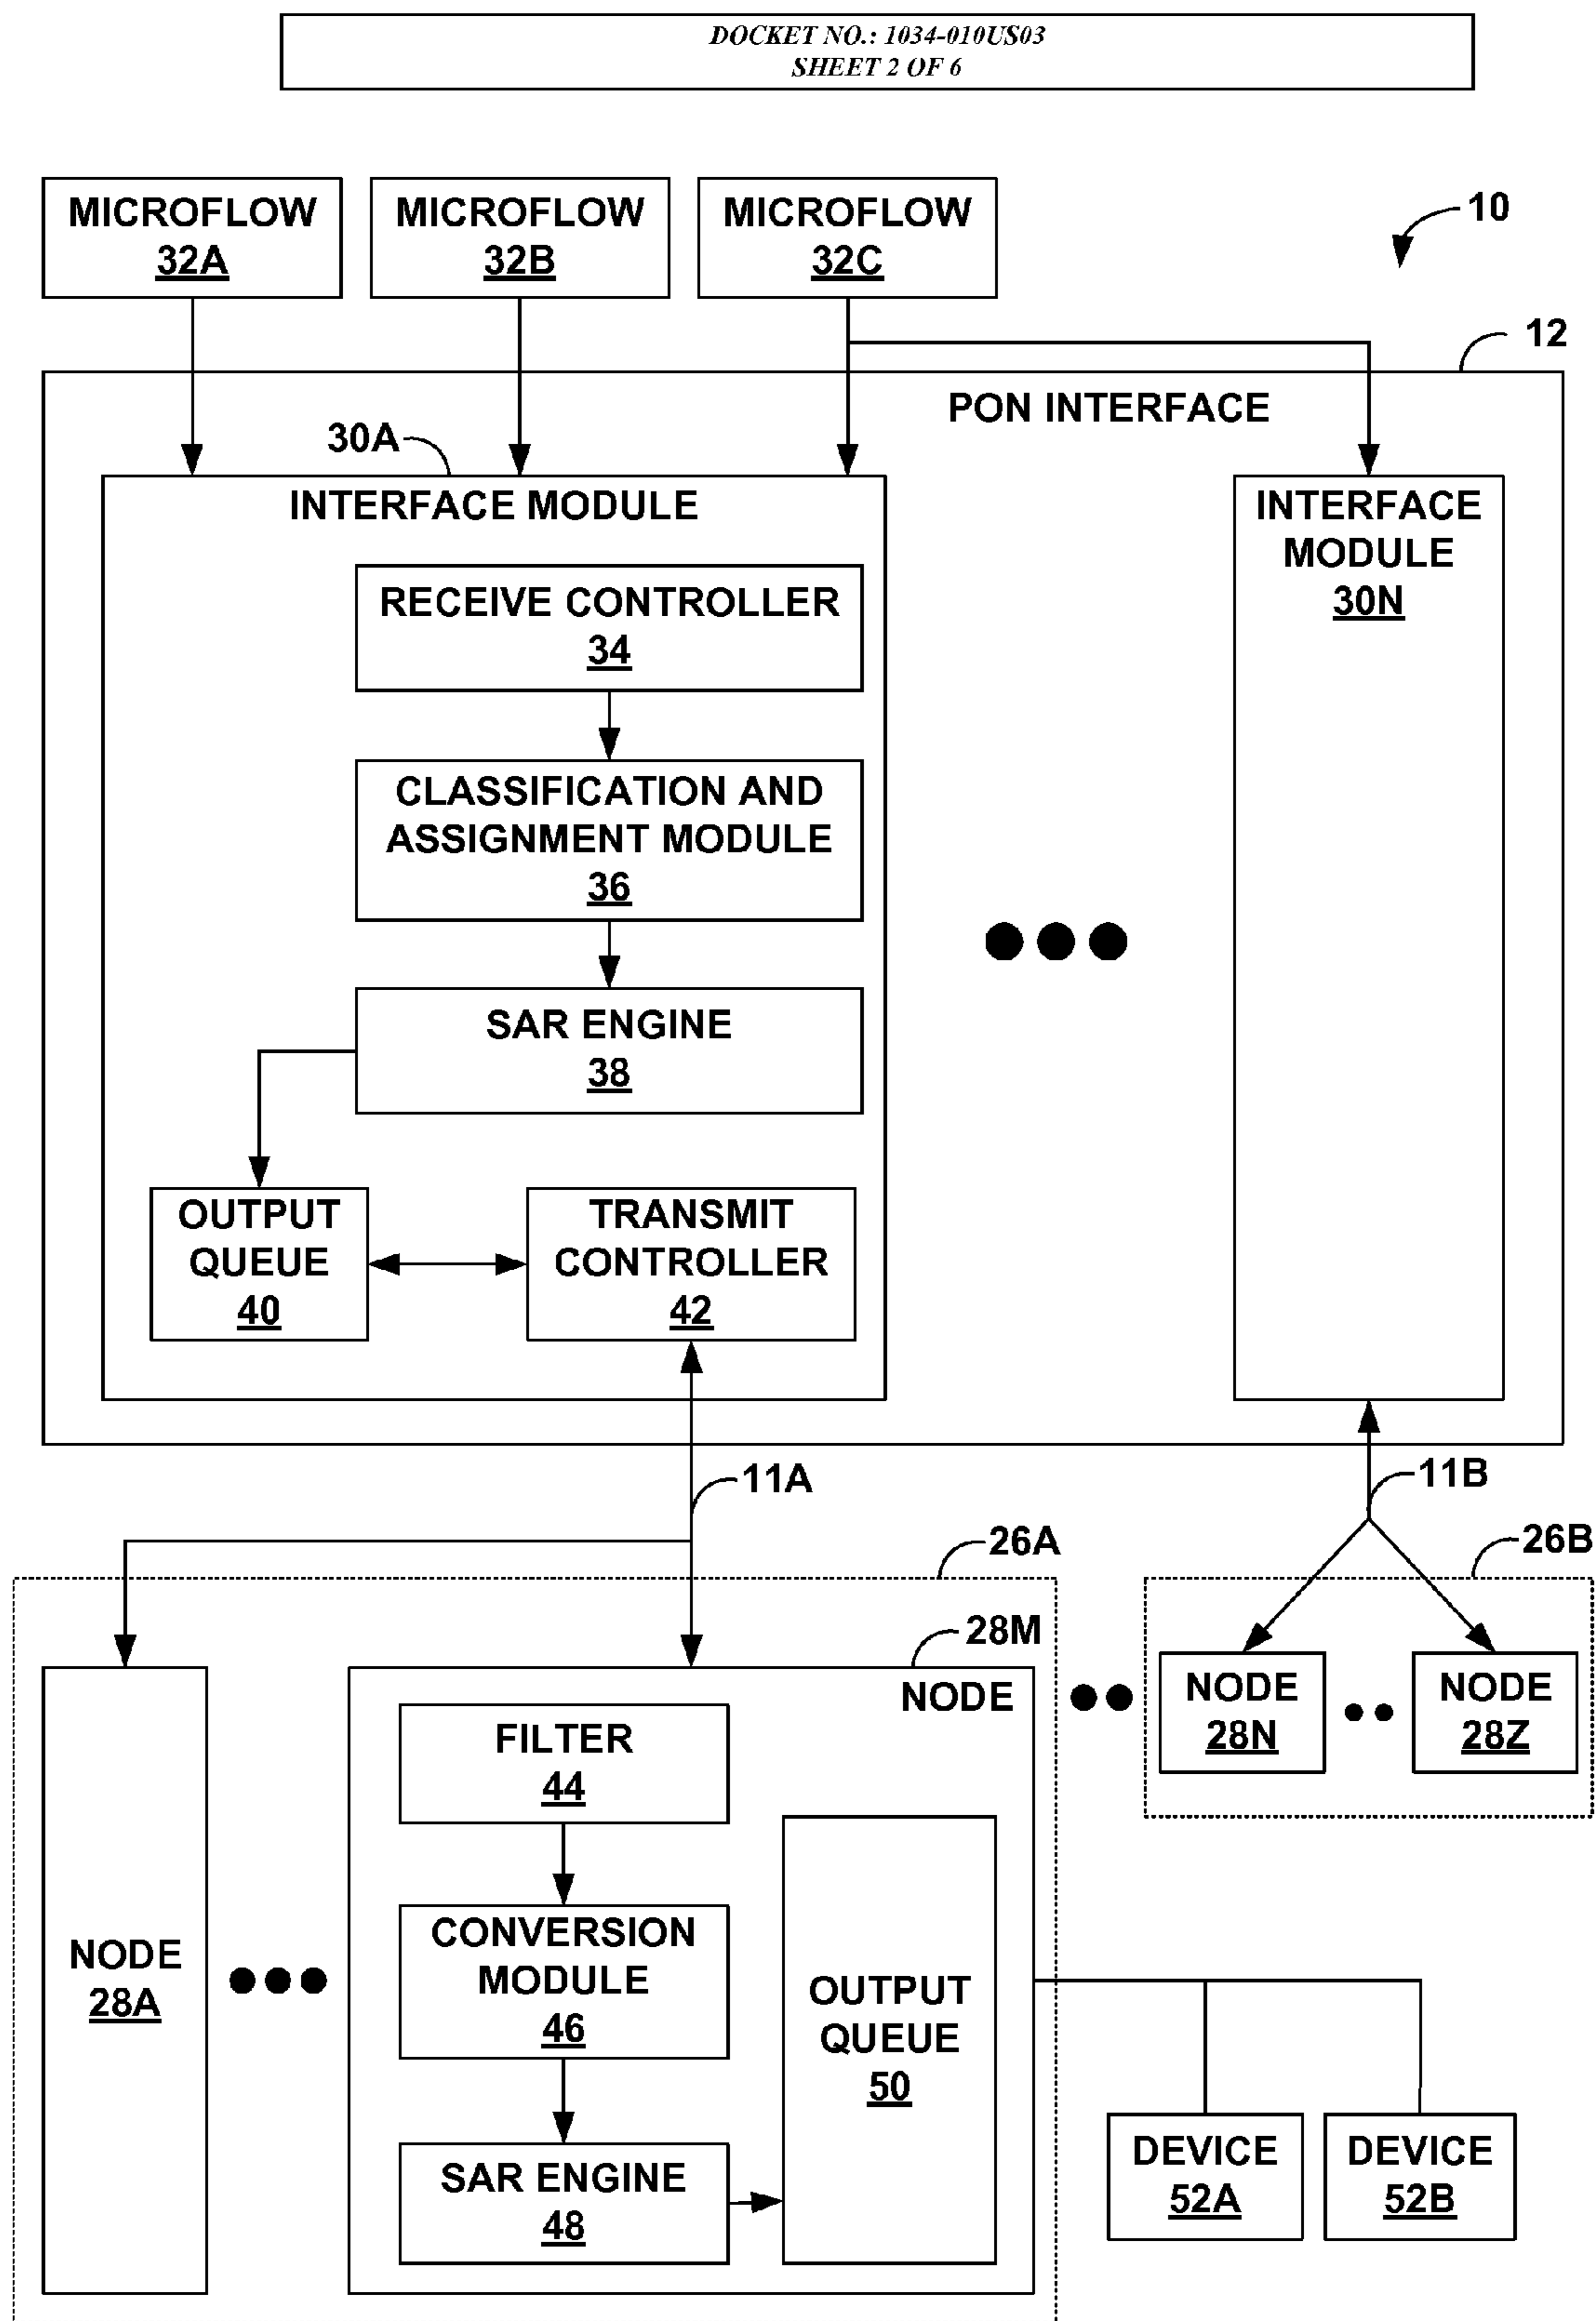 DOCKET NO.: 1034-010US03
SHEET 2 OF 6
MICROFLOW
32A
MICROFLOW
32B
MICROFLOW
32C
10
12
PON INTERFACE
30A
INTERFACE MODULE
RECEIVE CONTROLLER
34
CLASSIFICATION AND
ASSIGNMENT MODULE
36
SAR ENGINE
38
OUTPUT
QUEUE
40
TRANSMIT
CONTROLLER
42
INTERFACE
MODULE
30N
11A
11B
26A
26B
28M
NODE
28A
NODE
FILTER
44
CONVERSION
MODULE
46
SAR ENGINE
48
OUTPUT
QUEUE
50
NODE
28N
NODE
28Z
DEVICE
52A
DEVICE
52B